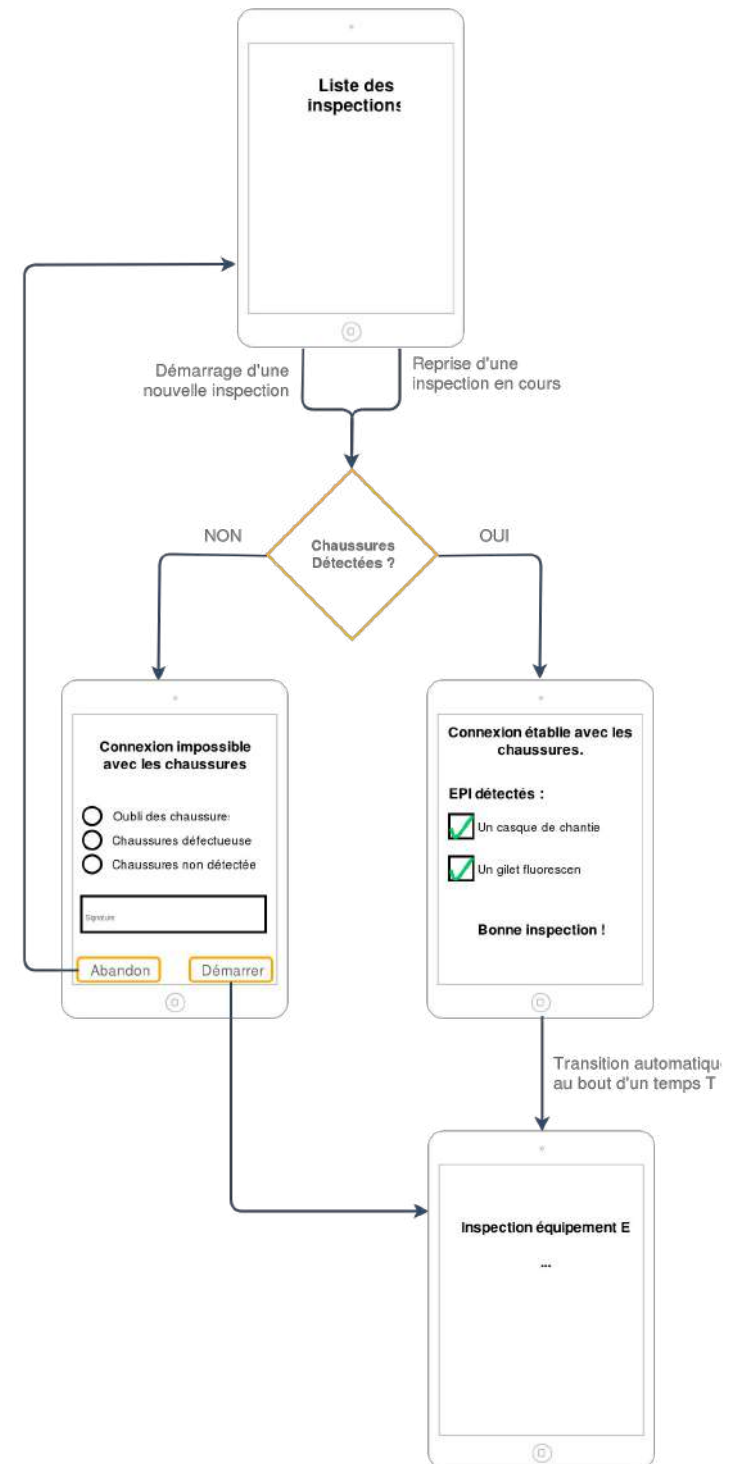 Liste des
inspections
Démarrage d'une
nouvelle inspection
Reprise d'une
inspection en cours
NON
Chaussures
Détectées ?
OUI
Connexion impossible
avec les chaussures
Oubli des chaussure
Chaussures défectueuse
Chaussures non détectée
Signature
Abandon
Démarrer
Connexion établie avec les
chaussures.
EPI détectés :
Un casque de chantie
Un gilet fluorescen
Bonne inspection !
Transition automatiqu
au bout d'un temps T
Inspection équipement E
...